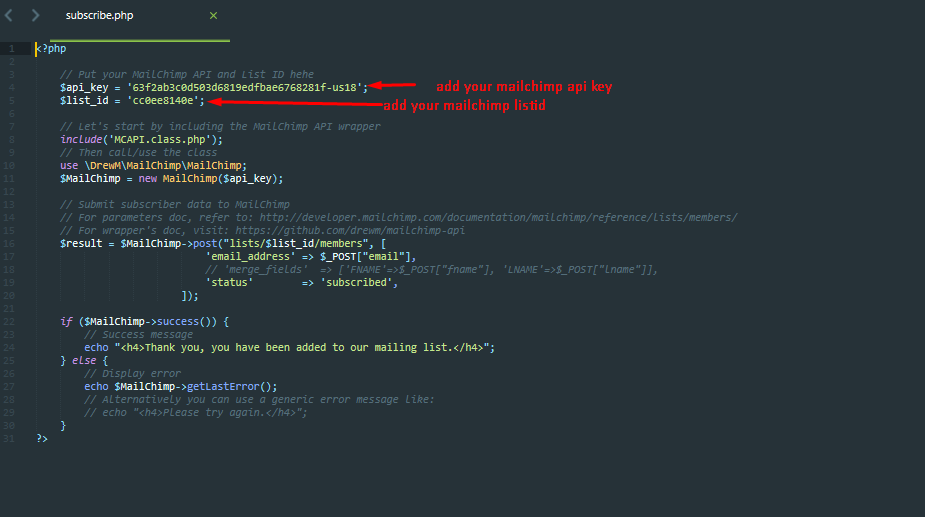 subscribe.php ×
1 <?php
2
3 // Put your MailChimp API and List ID hehe
4 $api_key = '63f2ab3c0d503d6819edfbae6768281f-us18'; add your mailchimp api key
5 $list_id = 'cc0ee8140e'; add your mailchimp listid
6
7 // Let's start by including the MailChimp API wrapper
8 include('MCAPI.class.php');
9 // Then call/use the class
10 use \DrewM\MailChimp\MailChimp;
11 $MailChimp = new MailChimp($api_key);
12
13 // Submit subscriber data to MailChimp
14 // For parameters doc, refer to: http://developer.mailchimp.com/documentation/mailchimp/reference/lists/members/
15 // For wrapper's doc, visit: https://github.com/drewm/mailchimp-api
16 $result = $MailChimp->post("lists/$list_id/members", [
17 'email_address' => $_POST["email"],
18 // 'merge_fields' => ['FNAME'=>$_POST["fname"], 'LNAME'=>$_POST["lname"]],
19 'status' => 'subscribed',
20 ]);
21
22 if ($MailChimp->success()) {
23 // Success message
24 echo "<h4>Thank you, you have been added to our mailing list.</h4>";
25 } else {
26 // Display error
27 echo $MailChimp->getLastError();
28 // Alternatively you can use a generic error message like:
29 // echo "<h4>Please try again.</h4>";
30 }
31 ?>